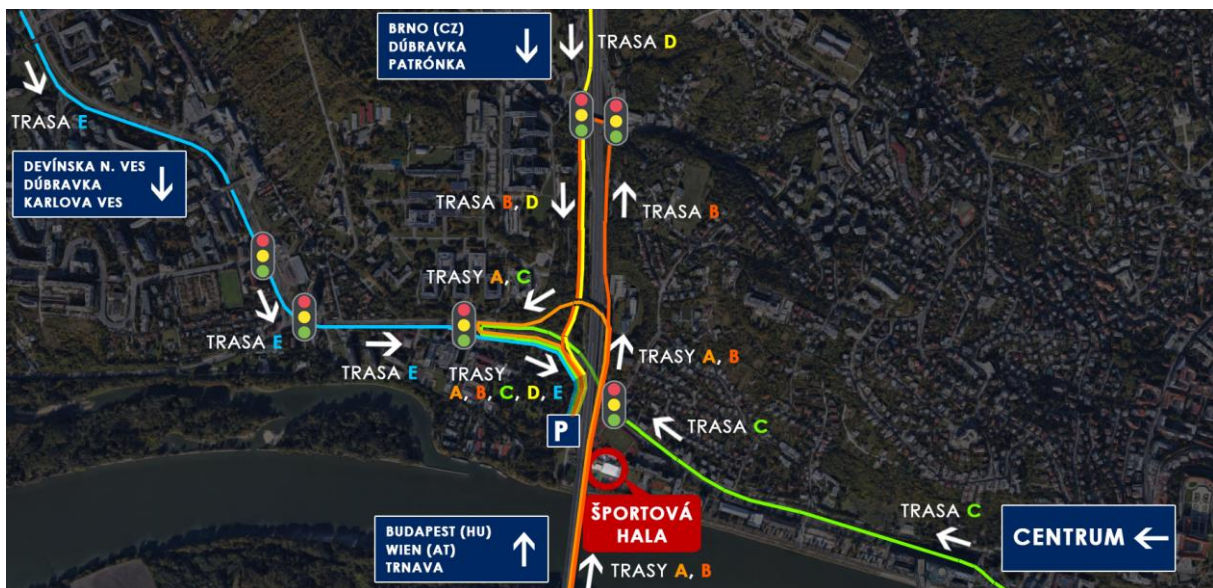 BRNO (CZ)
DÚBRAVKA
PATRÓNKA
TRASA D
TRASA E
DEVÍNSKA N. VES
DÚBRAVKA
KARLOVA VES
TRASA B, D
TRASA B
TRASY A, C
TRASA E
TRASA E
TRASY
A, B, C, D, E
TRASY A, B
P
TRASA C
ŠPORTOVÁ
HALA
TRASA C
CENTRUM
BUDAPEST (HU)
WIEN (AT)
TRNAVA
TRASY A, B